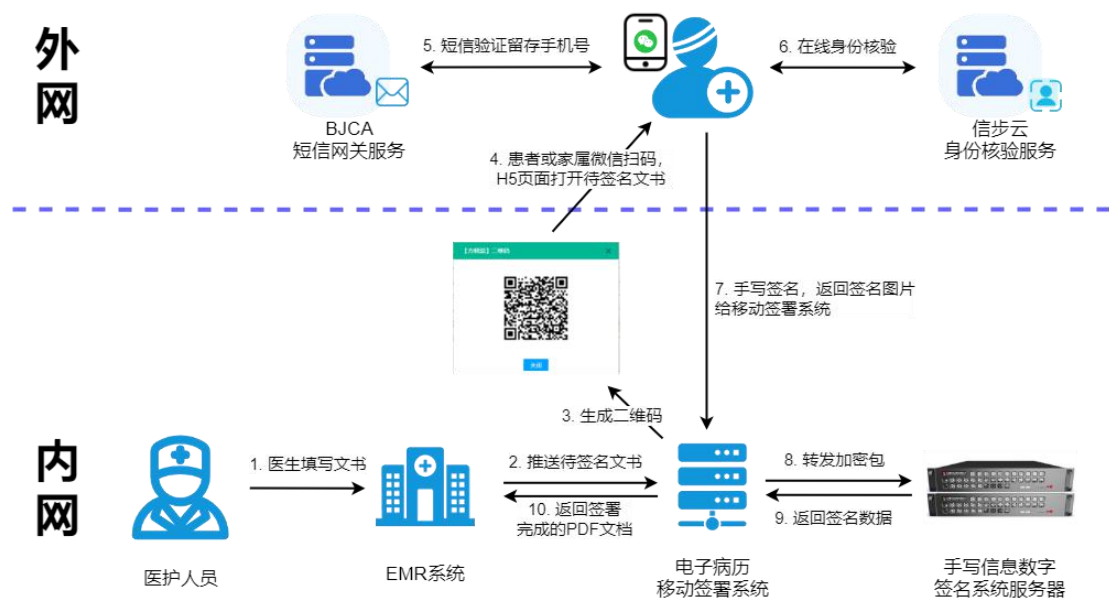 外
网
5. 短信验证留存手机号
6. 在线身份核验
BJCA
短信网关服务
信步云
身份核验服务
4. 患者或家属微信扫码，
H5页面打开待签名文书
7. 手写签名，返回签名图片
给移动签署系统
3. 生成二维码
内
网
1. 医生填写文书
2. 推送待签名文书
8. 转发加密包
10. 返回签署
完成的PDF文档
9. 返回签名数据
医护人员
EMR系统
电子病历
移动签署系统
手写信息数字
签名系统服务器